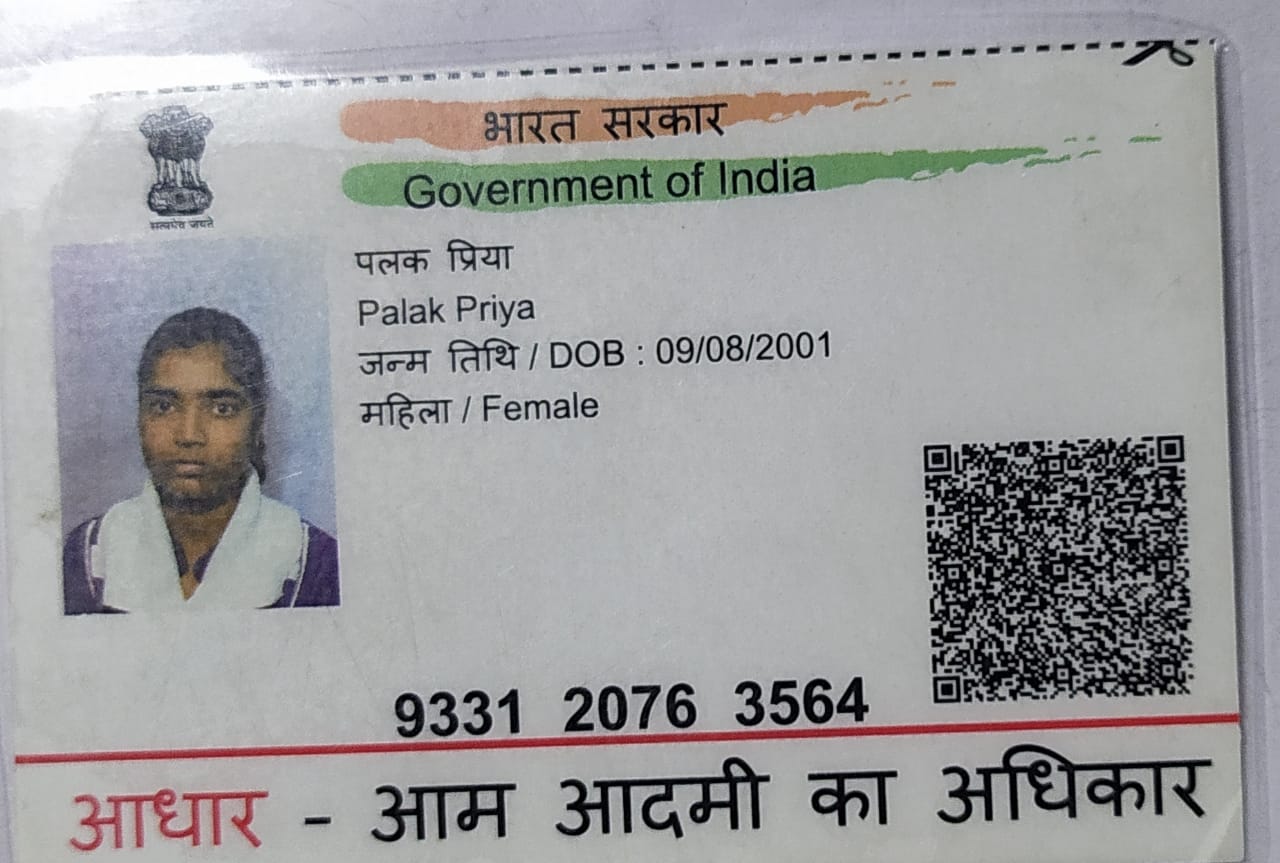 भारत सरकार
Government of India
सत्यमेव जयते
पलक प्रिया
Palak Priya
जन्म तिथि / DOB : 09/08/2001
महिला / Female
9331 2076 3564
आधार - आम आदमी का अधिकार